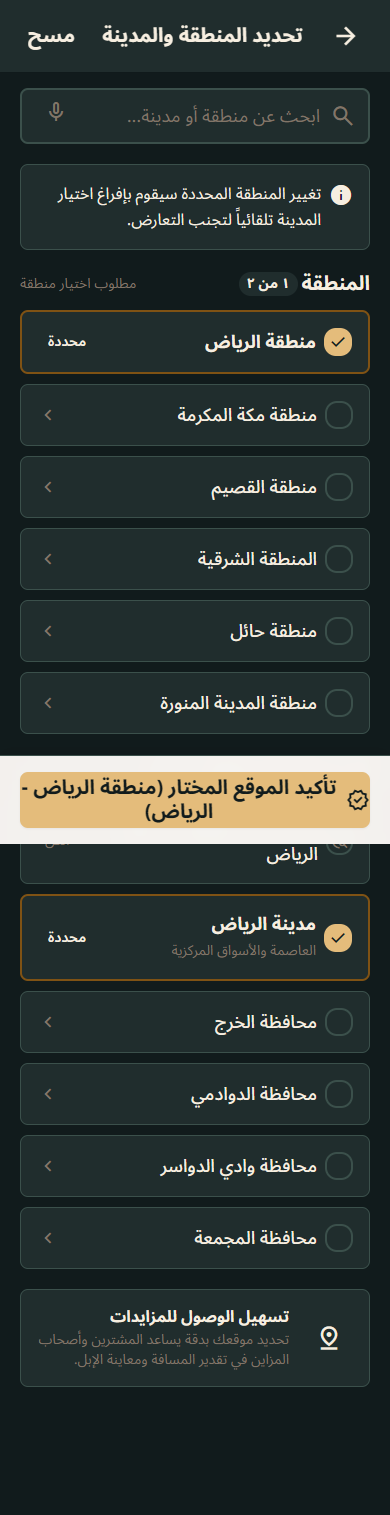 تحديد المنطقة والمدينة
مسح
ابحث عن منطقة أو مدينة...
تغيير المنطقة المحددة سيقوم بإفراغ اختيار
المدينة تلقائياً لتجنب التعارض.
المنطقة
١ من ٢
مطلوب اختيار منطقة
منطقة الرياض
محددة
منطقة مكة المكرمة
منطقة القصيم
المنطقة الشرقية
منطقة حائل
منطقة المدينة المنورة
تأكيد الموقع المختار (منطقة الرياض -
الرياض)
الرياض
مدينة الرياض
العاصمة والأسواق المركزية
محددة
محافظة الخرج
محافظة الدوادمي
محافظة وادي الدواسر
محافظة المجمعة
تسهيل الوصول للمزايدات
تحديد موقعك بدقة يساعد المشترين وأصحاب
المزاين في تقدير المسافة ومعاينة الإبل.